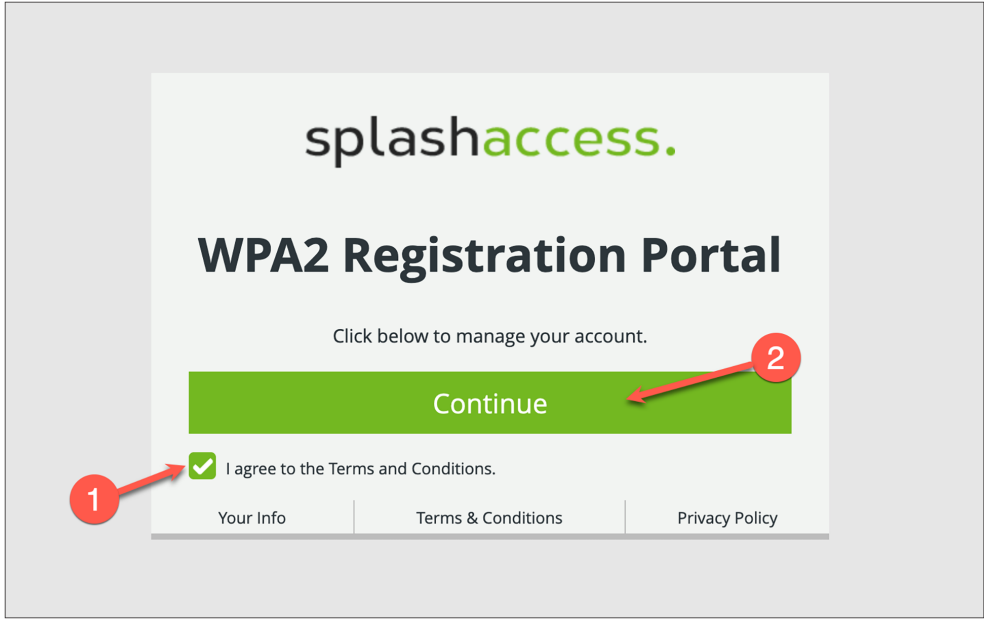 splashaccess.
WPA2 Registration Portal
Click below to manage your account.
2
Continue
1
I agree to the Terms and Conditions.
Your Info
Terms & Conditions
Privacy Policy